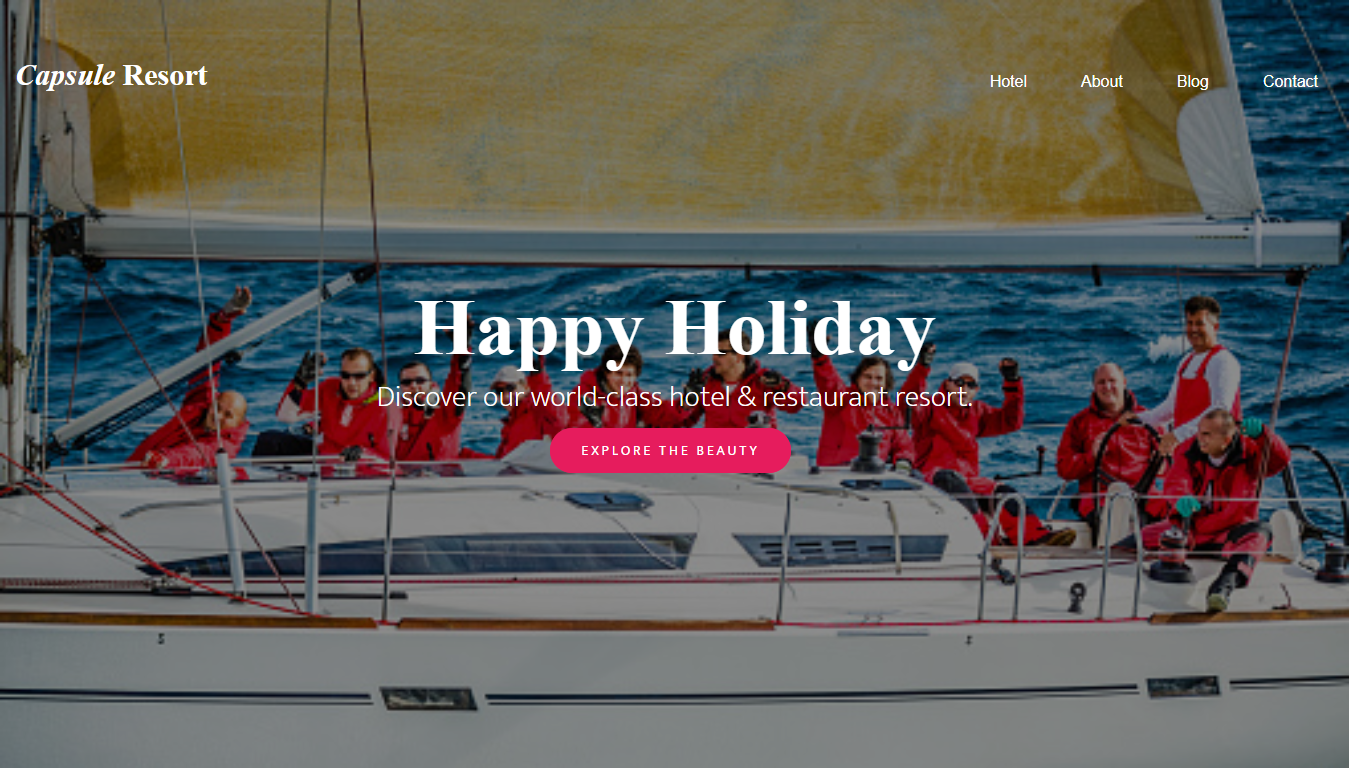 Capsule Resort
Hotel
About
Blog
Contact
Happy Holiday
Discover our world-class hotel & restaurant resort.
EXPLORE THE BEAUTY